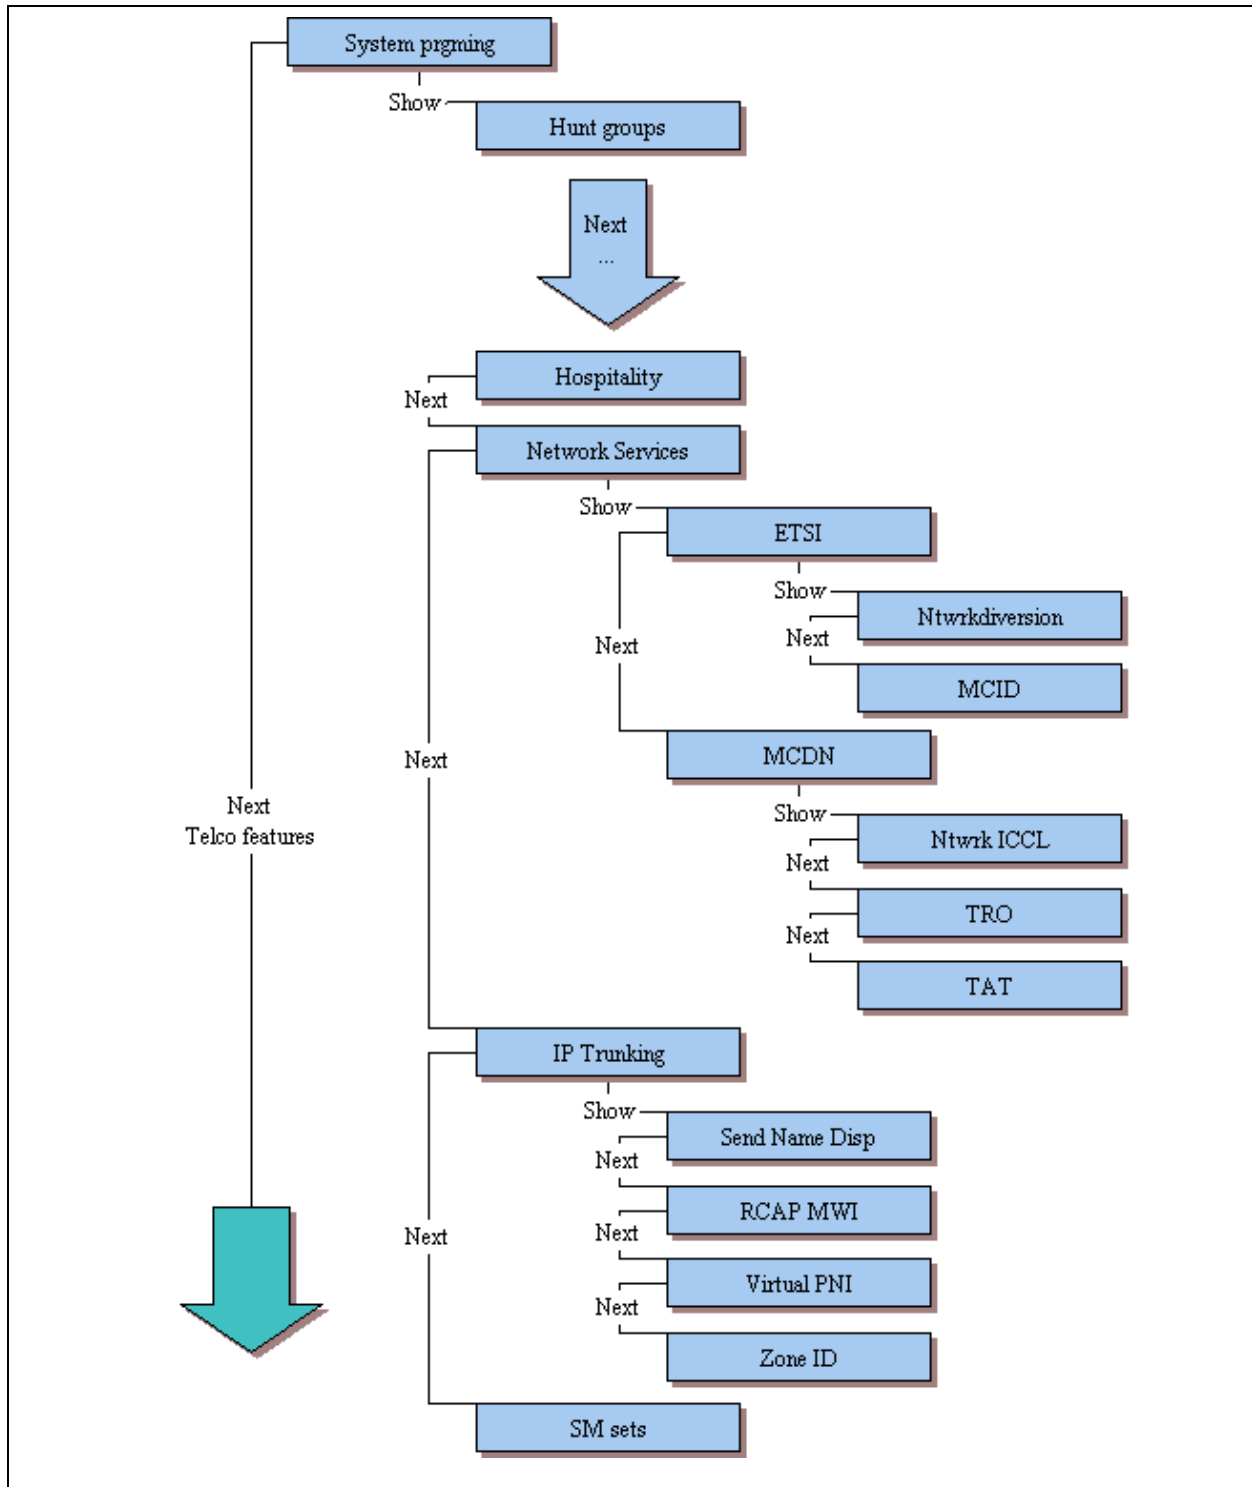 System prgming
Show
Hunt groups
Next
...
Hospitality
Next
Network Services
Show
ETSI
Show
Ntwrkdiversion
Next
Next
MCID
MCDN
Next
Show
Next
Telco features
Ntwrk ICCL
Next
TRO
Next
TAT
IP Trunking
Show
Send Name Disp
Next
RCAP MWI
Next
Next
Virtual PNI
Next
Zone ID
SM sets